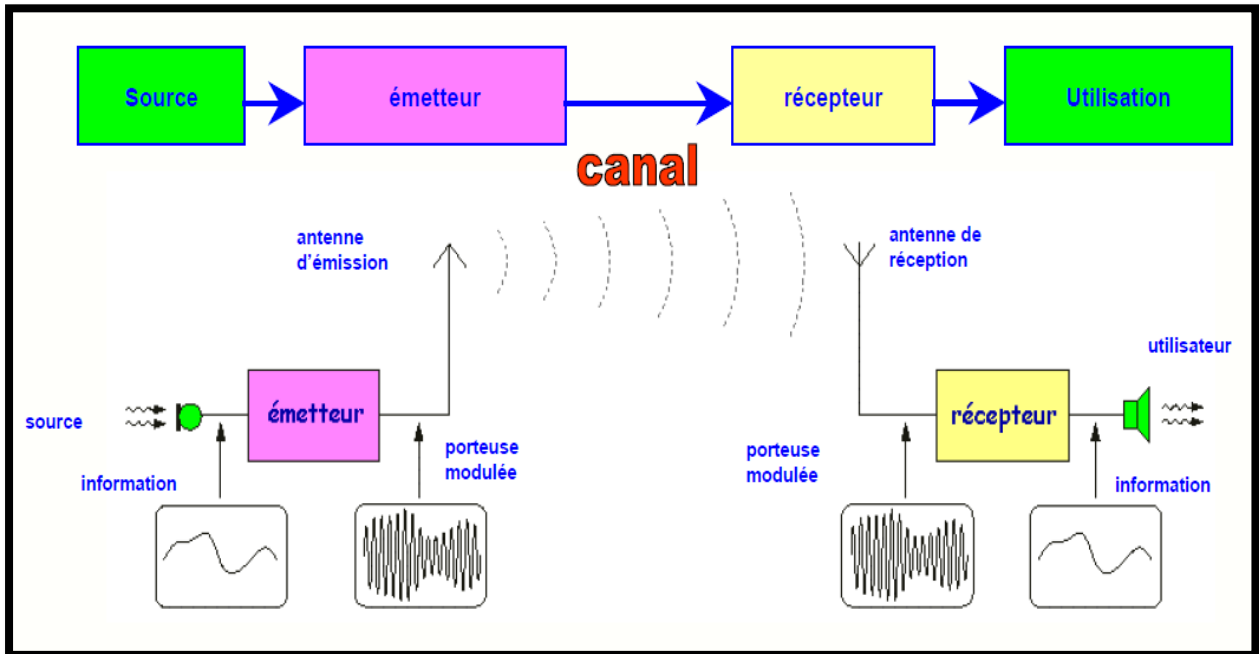 Source
émetteur
récepteur
Utilisation
canal
antenne
d'émission
antenne de
réception
utilisateur
source
émetteur
récepteur
porteuse
modulée
porteuse
modulée
information
information